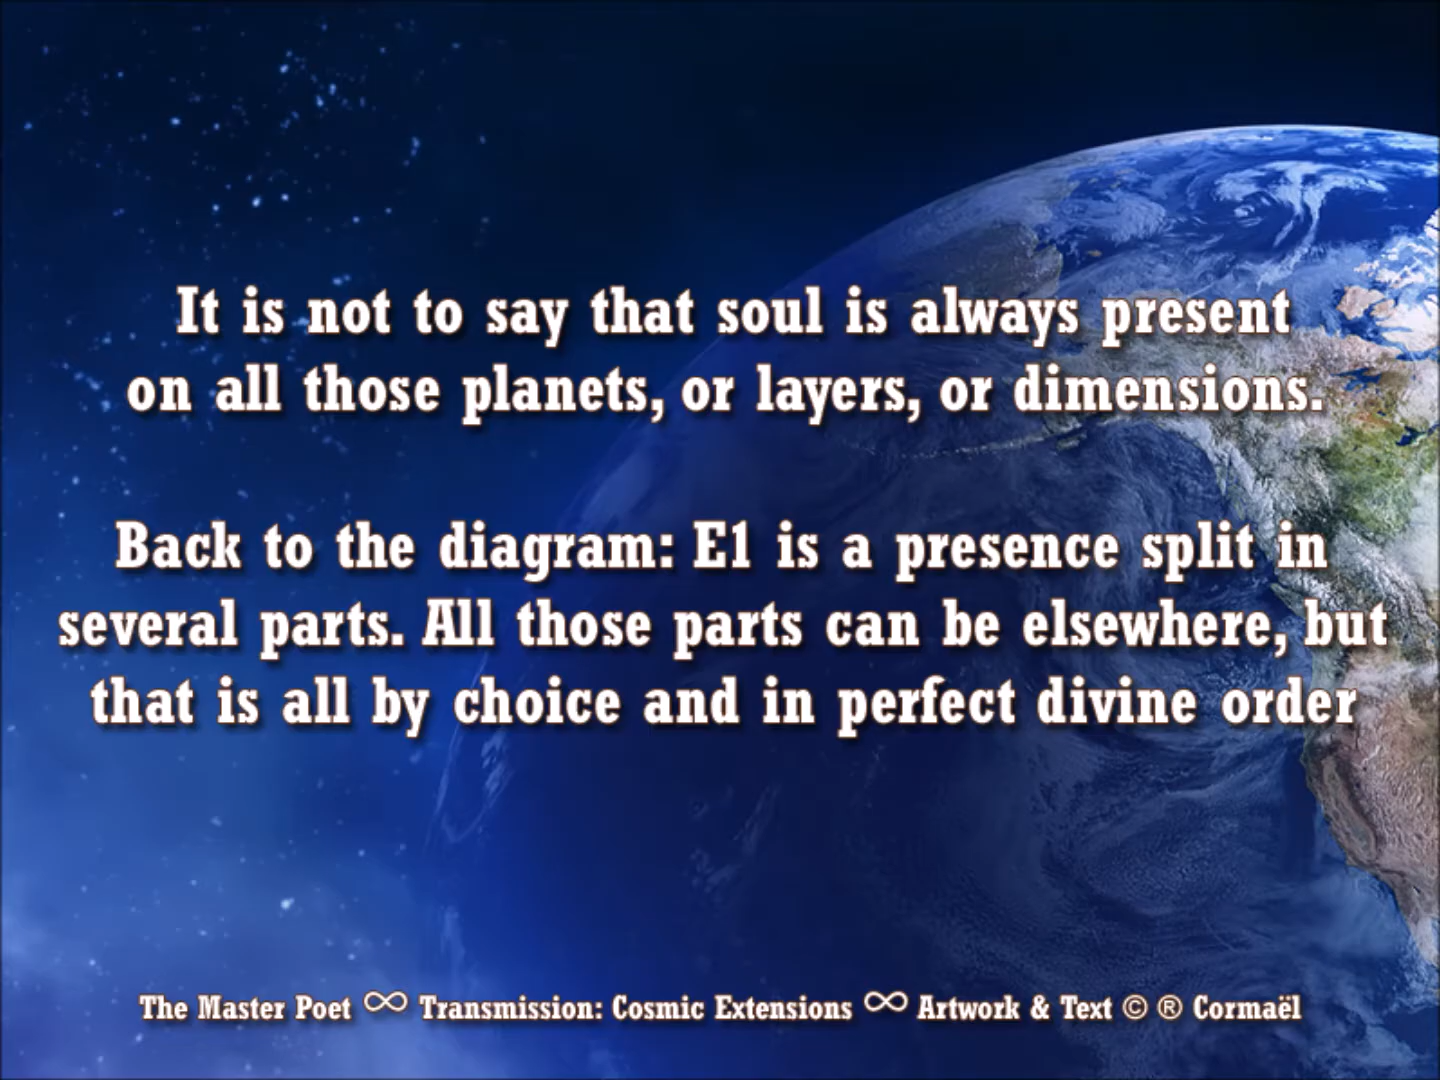 It is not to say that soul is always present
on all those planets, or layers, or dimensions.
Back to the diagram: E1 is a presence split in
several parts. All those parts can be elsewhere, but
that is all by choice and in perfect divine order
The Master Poet ∞ Transmission: Cosmic Extensions ∞ Artwork & Text © ® Cormaël